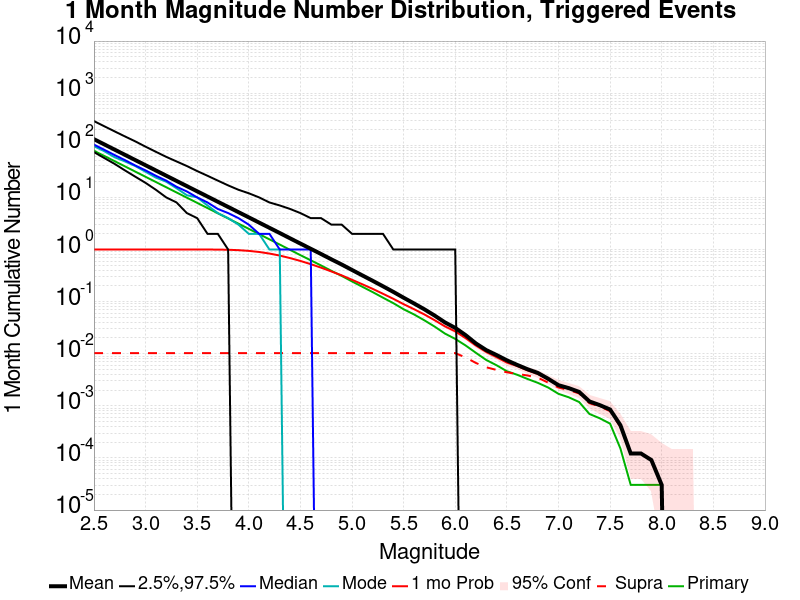 1 Month Magnitude Number Distribution, Triggered Events
1 Month Cumulative Number
10^4
10^3
10^2
10^1
10^0
10^-1
10^-2
10^-3
10^-4
10^-5
2.5 3.0 3.5 4.0 4.5 5.0 5.5 6.0 6.5 7.0 7.5 8.0 8.5 9.0
Magnitude
Mean 2.5%,97.5% Median Mode 1 mo Prob 95% Conf Supra Primary